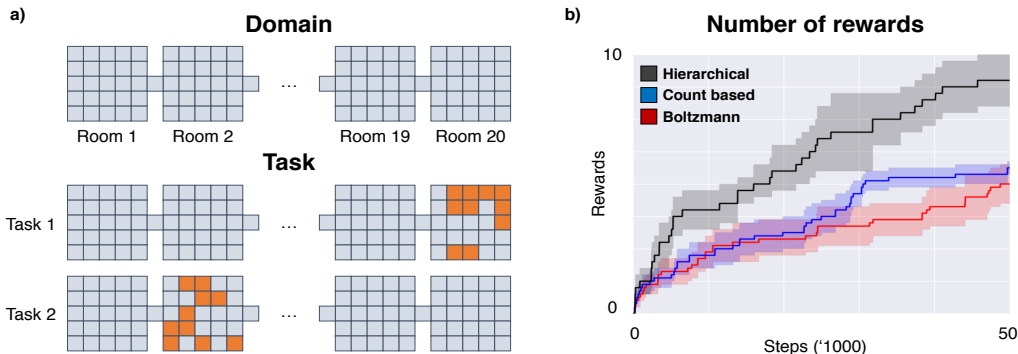 a)
Domain
...
Room 1 Room 2 Room 19 Room 20
Task
Task 1
...
Task 2
...
b)
Number of rewards
10
Hierarchical
Count based
Boltzmann
Rewards
0
0 50
Steps (‘1000)